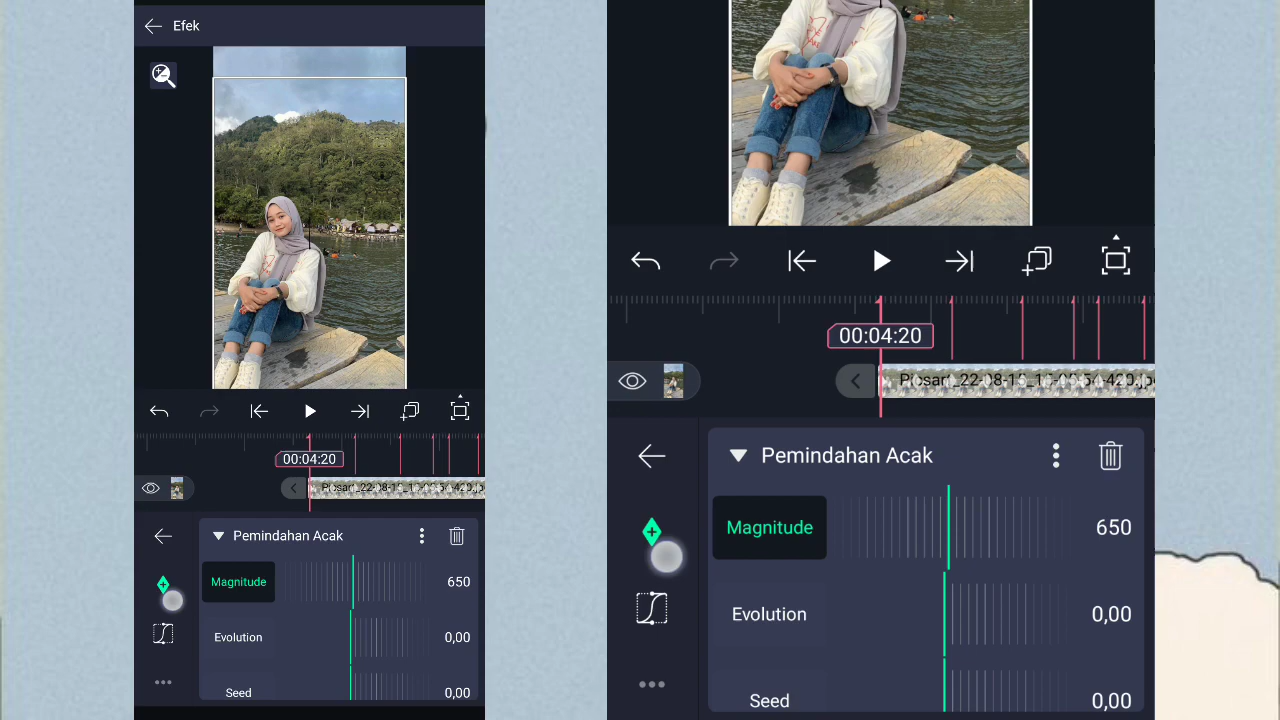 Efek
00:04:20
Pemindahan Acak
Magnitude
650
Evolution
0,00
Seed
0,00
00:04:20
Pemindahan Acak
Magnitude
650
Evolution
0,00
Seed
0,00